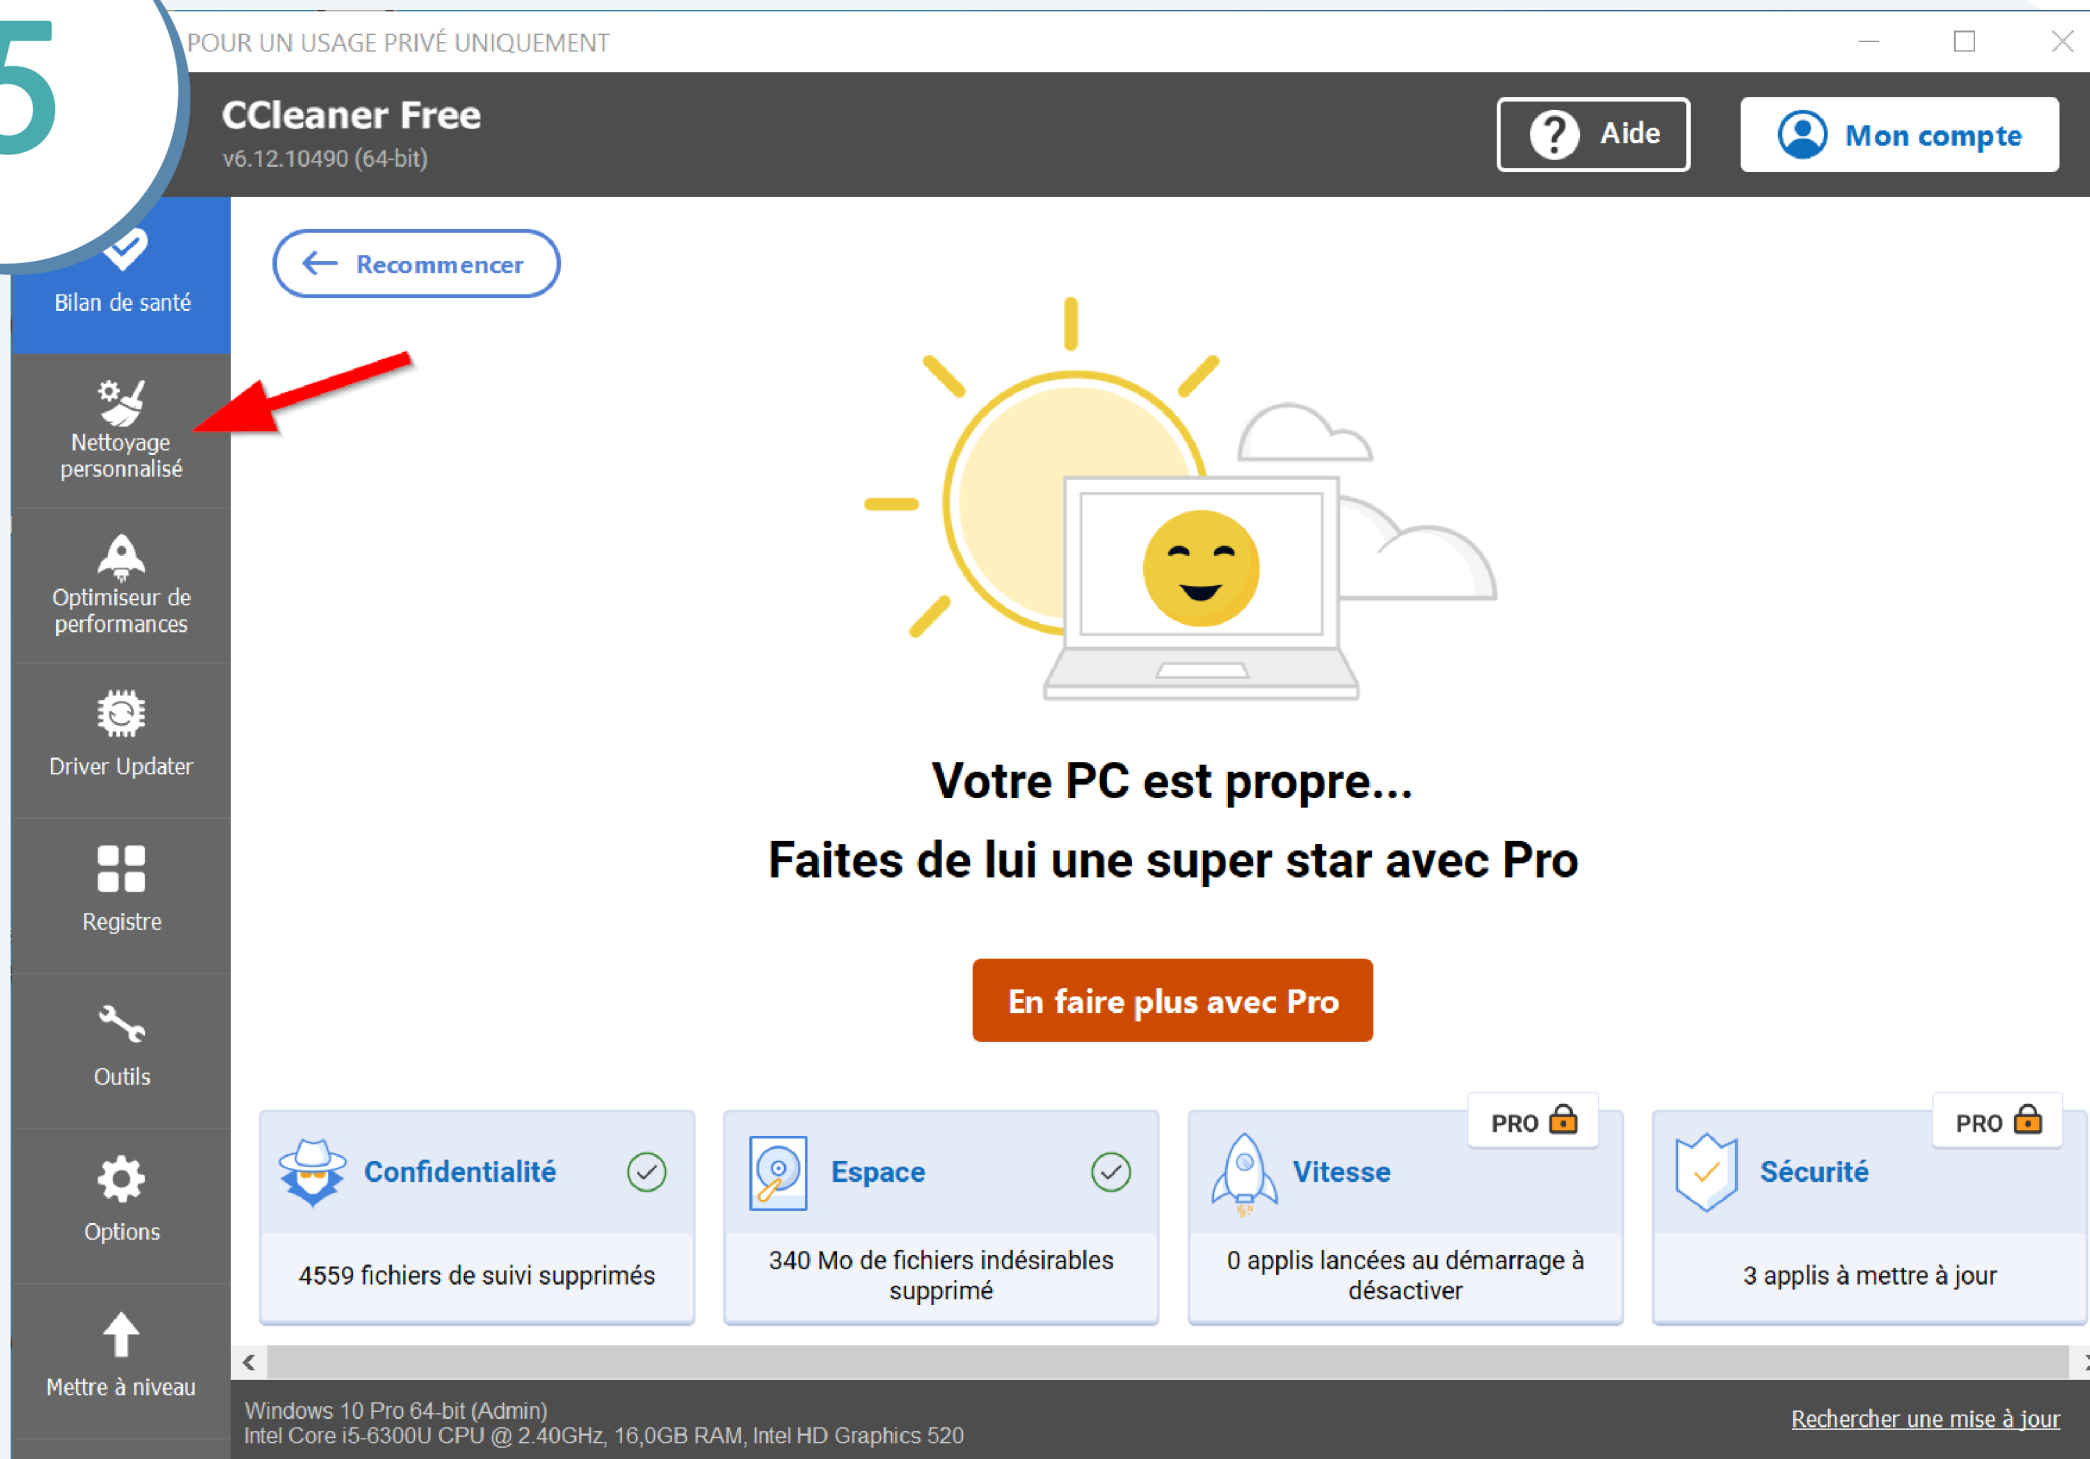 5
POUR UN USAGE PRIVÉ UNIQUEMENT
CCleaner Free
v6.12.10490 (64-bit)
Aide
Mon compte
Bilan de santé
Recommencer
Nettoyage
personnalisé
Optimiseur de
performances
Driver Updater
Registre
Outils
Options
Mettre à niveau
Votre PC est propre...
Faites de lui une super star avec Pro
En faire plus avec Pro
Confidentialité
4559 fichiers de suivi supprimés
Espace
340 Mo de fichiers indésirables
supprimé
PRO
Vitesse
0 applis lancées au démarrage à
désactiver
PRO
Sécurité
3 applis à mettre à jour
Windows 10 Pro 64-bit (Admin)
Intel Core i5-6300U CPU @ 2.40GHz, 16,0GB RAM, Intel HD Graphics 520
Rechercher une mise à jour